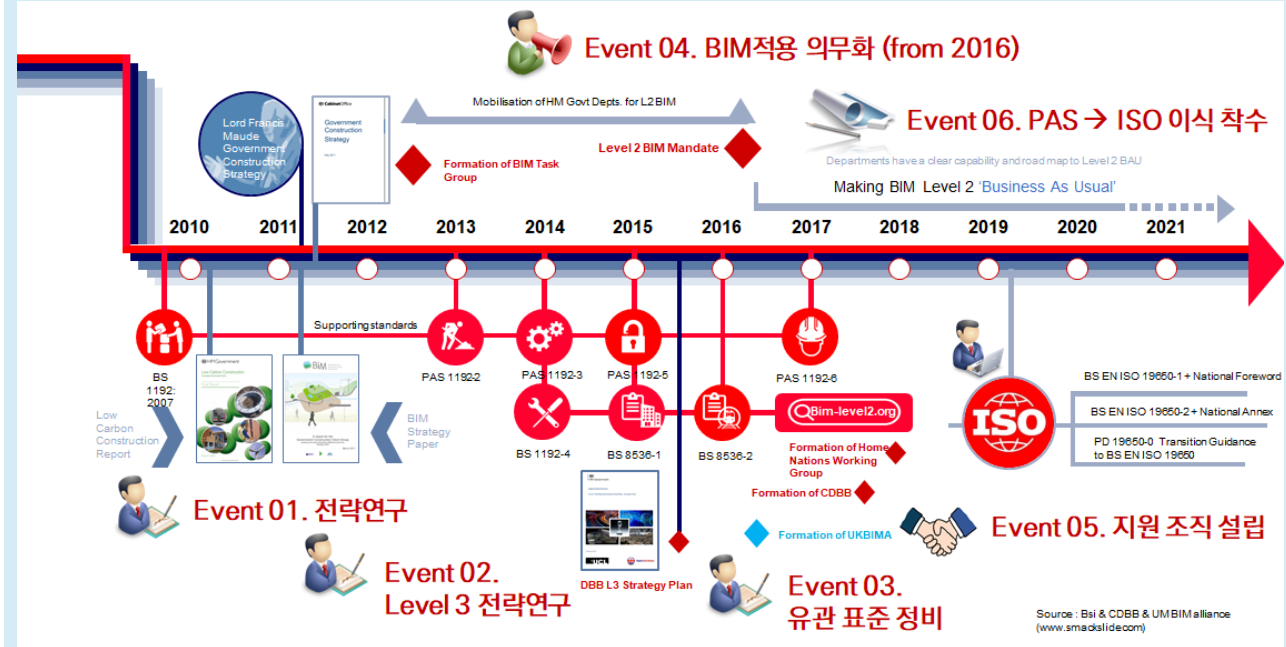 Event 04. BIM적용 의무화 (from 2016)
Lord Francis
Maude
Government
Construction
Strategy
CabinetOffice
Government
Construction
Strategy
Mobilisation of HM Govt Depts. for L2 BIM
Formation of BIM Task
Group
Level 2 BIM Mandate
Event 06. PAS → ISO 이식 착수
Departments have a clear capability and road map to Level 2 BAU
Making BIM Level 2 ‘Business As Usual’
2010 2011 2012 2013 2014 2015 2016 2017 2018 2019 2020 2021
Supporting standards
BS
1192:
2007
PAS 1192-2
PAS 1192-3
PAS 1192-5
PAS 1192-6
Low
Carbon
Construction
Report
HM Government
Low Carbon Construction
BIM
BIM
Strategy
Paper
BS 1192-4
BS 8536-1
BS 8536-2
Bim-level2.org
ISO
BS EN ISO 19650-1 + National Foreword
BS EN ISO 19650-2 + National Annex
PD 19650-0 Transition Guidance
to BS EN ISO 19650
Formation of Home
Nations Working
Group
Formation of CDBB
Formation of UKBIMA
Event 01. 전략연구
Event 02.
Level 3 전략연구
UCL
DBB L3 Strategy Plan
Event 03.
유관 표준 정비
Event 05. 지원 조직 설립
Source : Bsi & CDBB & UM BIM alliance
(www.smackslide.com)